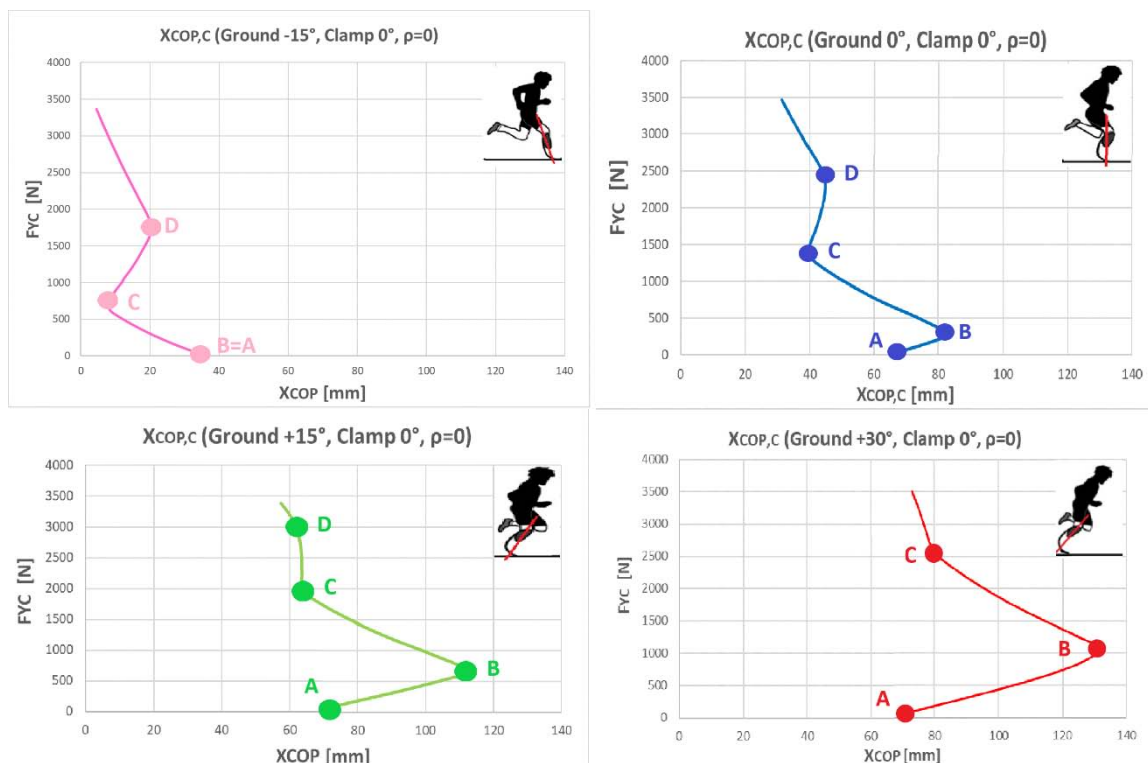 XCOP,C (Ground -15°, Clamp 0°, ρ=0)
4000
3500
3000
2500
2000
1500
1000
500
0
FYC [N]
D
C
B=A
0 20 40 60 80 100 120 140
XCOP [mm]
XCOP,C (Ground 0°, Clamp 0°, ρ=0)
4000
3500
3000
2500
2000
1500
1000
500
0
FYC [N]
D
C
A
B
0 20 40 60 80 100 120 140
XCOP,C [mm]
XCOP,C (Ground +15°, Clamp 0°, ρ=0)
4000
3500
3000
2500
2000
1500
1000
500
0
FYC [N]
D
C
B
A
0 20 40 60 80 100 120 140
XCOP [mm]
XCOP,C (Ground +30°, Clamp 0°, ρ=0)
4000
3500
3000
2500
2000
1500
1000
500
0
FYC [N]
C
B
A
0 20 40 60 80 100 120 140
XCOP [mm]